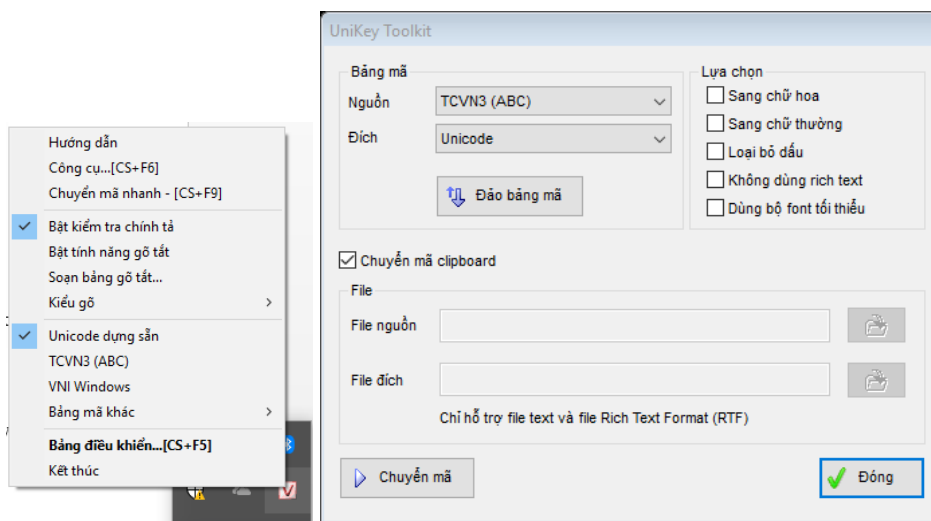 Hướng dẫn
Công cụ...[CS+F6]
Chuyển mã nhanh - [CS+F9]
Bật kiểm tra chính tả
Bật tính năng gõ tắt
Soạn bảng gõ tắt...
Kiểu gõ
Unicode dựng sẵn
TCVN3 (ABC)
VNI Windows
Bảng mã khác
Bảng điều khiển...[CS+F5]
Kết thúc
UniKey Toolkit
Bảng mã
Nguồn TCVN3 (ABC)
Đích Unicode
Đảo bảng mã
Lựa chọn
Sang chữ hoa
Sang chữ thường
Loại bỏ dấu
Không dùng rich text
Dùng bộ font tối thiểu
Chuyển mã clipboard
File
File nguồn
File đích
Chỉ hỗ trợ file text và file Rich Text Format (RTF)
Chuyển mã
Đóng